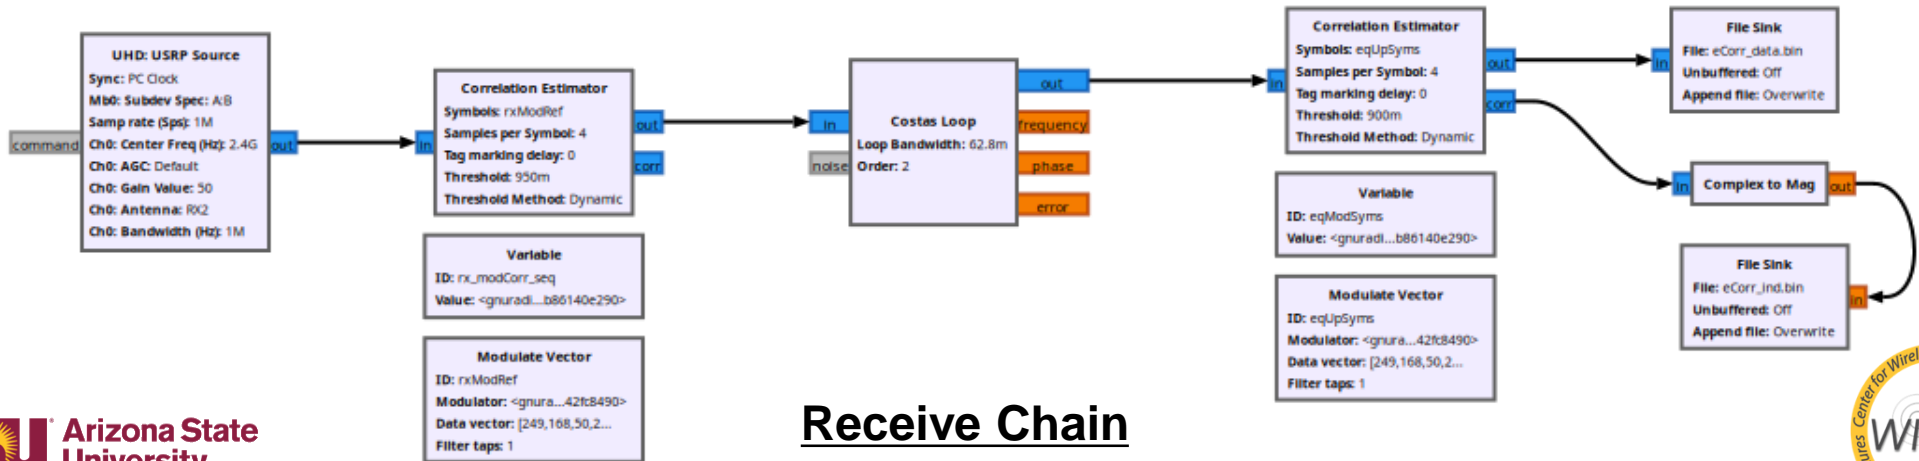 UHD: USRP Source
Sync: PC Clock
Mb0: Subdev Spec: A:B
Samp rate (Sps): 1M
Ch0: Center Freq (Hz): 2.4G
Ch0: AGC: Default
Ch0: Gain Value: 50
Ch0: Antenna: RX2
Ch0: Bandwidth (Hz): 1M
command
out
in
Correlation Estimator
Symbols: rxModRef
Samples per Symbol: 4
Tag marking delay: 0
Threshold: 950m
Threshold Method: Dynamic
out
corr
Variable
ID: rx_modCorr_seq
Value: <gnuradi...b86140e290>
Modulate Vector
ID: rxModRef
Modulator: <gnura...42fc8490>
Data vector: [249,168,50,2...
Filter taps: 1
in
noise
Costas Loop
Loop Bandwidth: 62.8m
Order: 2
out
frequency
phase
error
in
Correlation Estimator
Symbols: eqUpSyms
Samples per Symbol: 4
Tag marking delay: 0
Threshold: 900m
Threshold Method: Dynamic
out
corr
Variable
ID: eqModSyms
Value: <gnuradi...b86140e290>
Modulate Vector
ID: eqUpSyms
Modulator: <gnura...42fc8490>
Data vector: [249,168,50,2...
Filter taps: 1
in
File Sink
File: eCorr_data.bin
Unbuffered: Off
Append file: Overwrite
in
Complex to Mag
out
File Sink
File: eCorr_ind.bin
Unbuffered: Off
Append file: Overwrite
in
Receive Chain
Arizona State
University
Center for Wirel